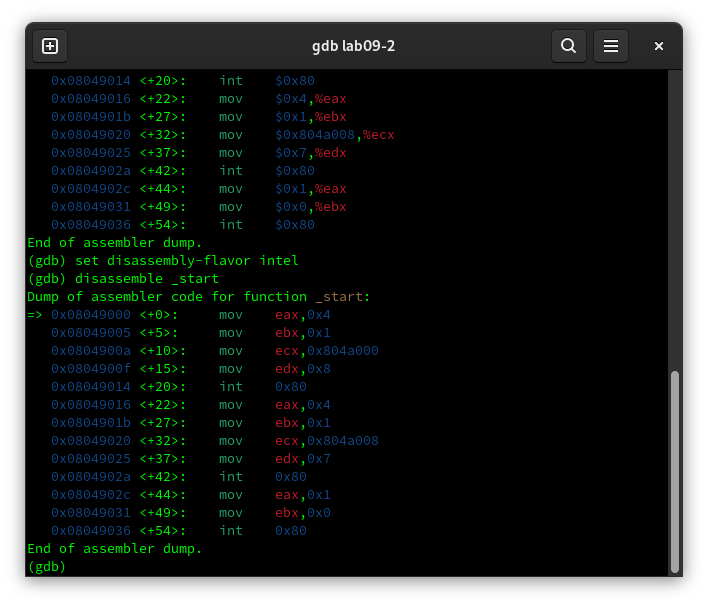 gdb lab09-2
0x08049014 <+20>: int $0x80
0x08049016 <+22>: mov $0x4,%eax
0x0804901b <+27>: mov $0x1,%ebx
0x08049020 <+32>: mov $0x804a008,%ecx
0x08049025 <+37>: mov $0x7,%edx
0x0804902a <+42>: int $0x80
0x0804902c <+44>: mov $0x1,%eax
0x08049031 <+49>: mov $0x0,%ebx
0x08049036 <+54>: int $0x80
End of assembler dump.
(gdb) set disassembly-flavor intel
(gdb) disassemble _start
Dump of assembler code for function _start:
=> 0x08049000 <+0>: mov eax,0x4
0x08049005 <+5>: mov ebx,0x1
0x0804900a <+10>: mov ecx,0x804a000
0x0804900f <+15>: mov edx,0x8
0x08049014 <+20>: int 0x80
0x08049016 <+22>: mov eax,0x4
0x0804901b <+27>: mov ebx,0x1
0x08049020 <+32>: mov ecx,0x804a008
0x08049025 <+37>: mov edx,0x7
0x0804902a <+42>: int 0x80
0x0804902c <+44>: mov eax,0x1
0x08049031 <+49>: mov ebx,0x0
0x08049036 <+54>: int 0x80
End of assembler dump.
(gdb)